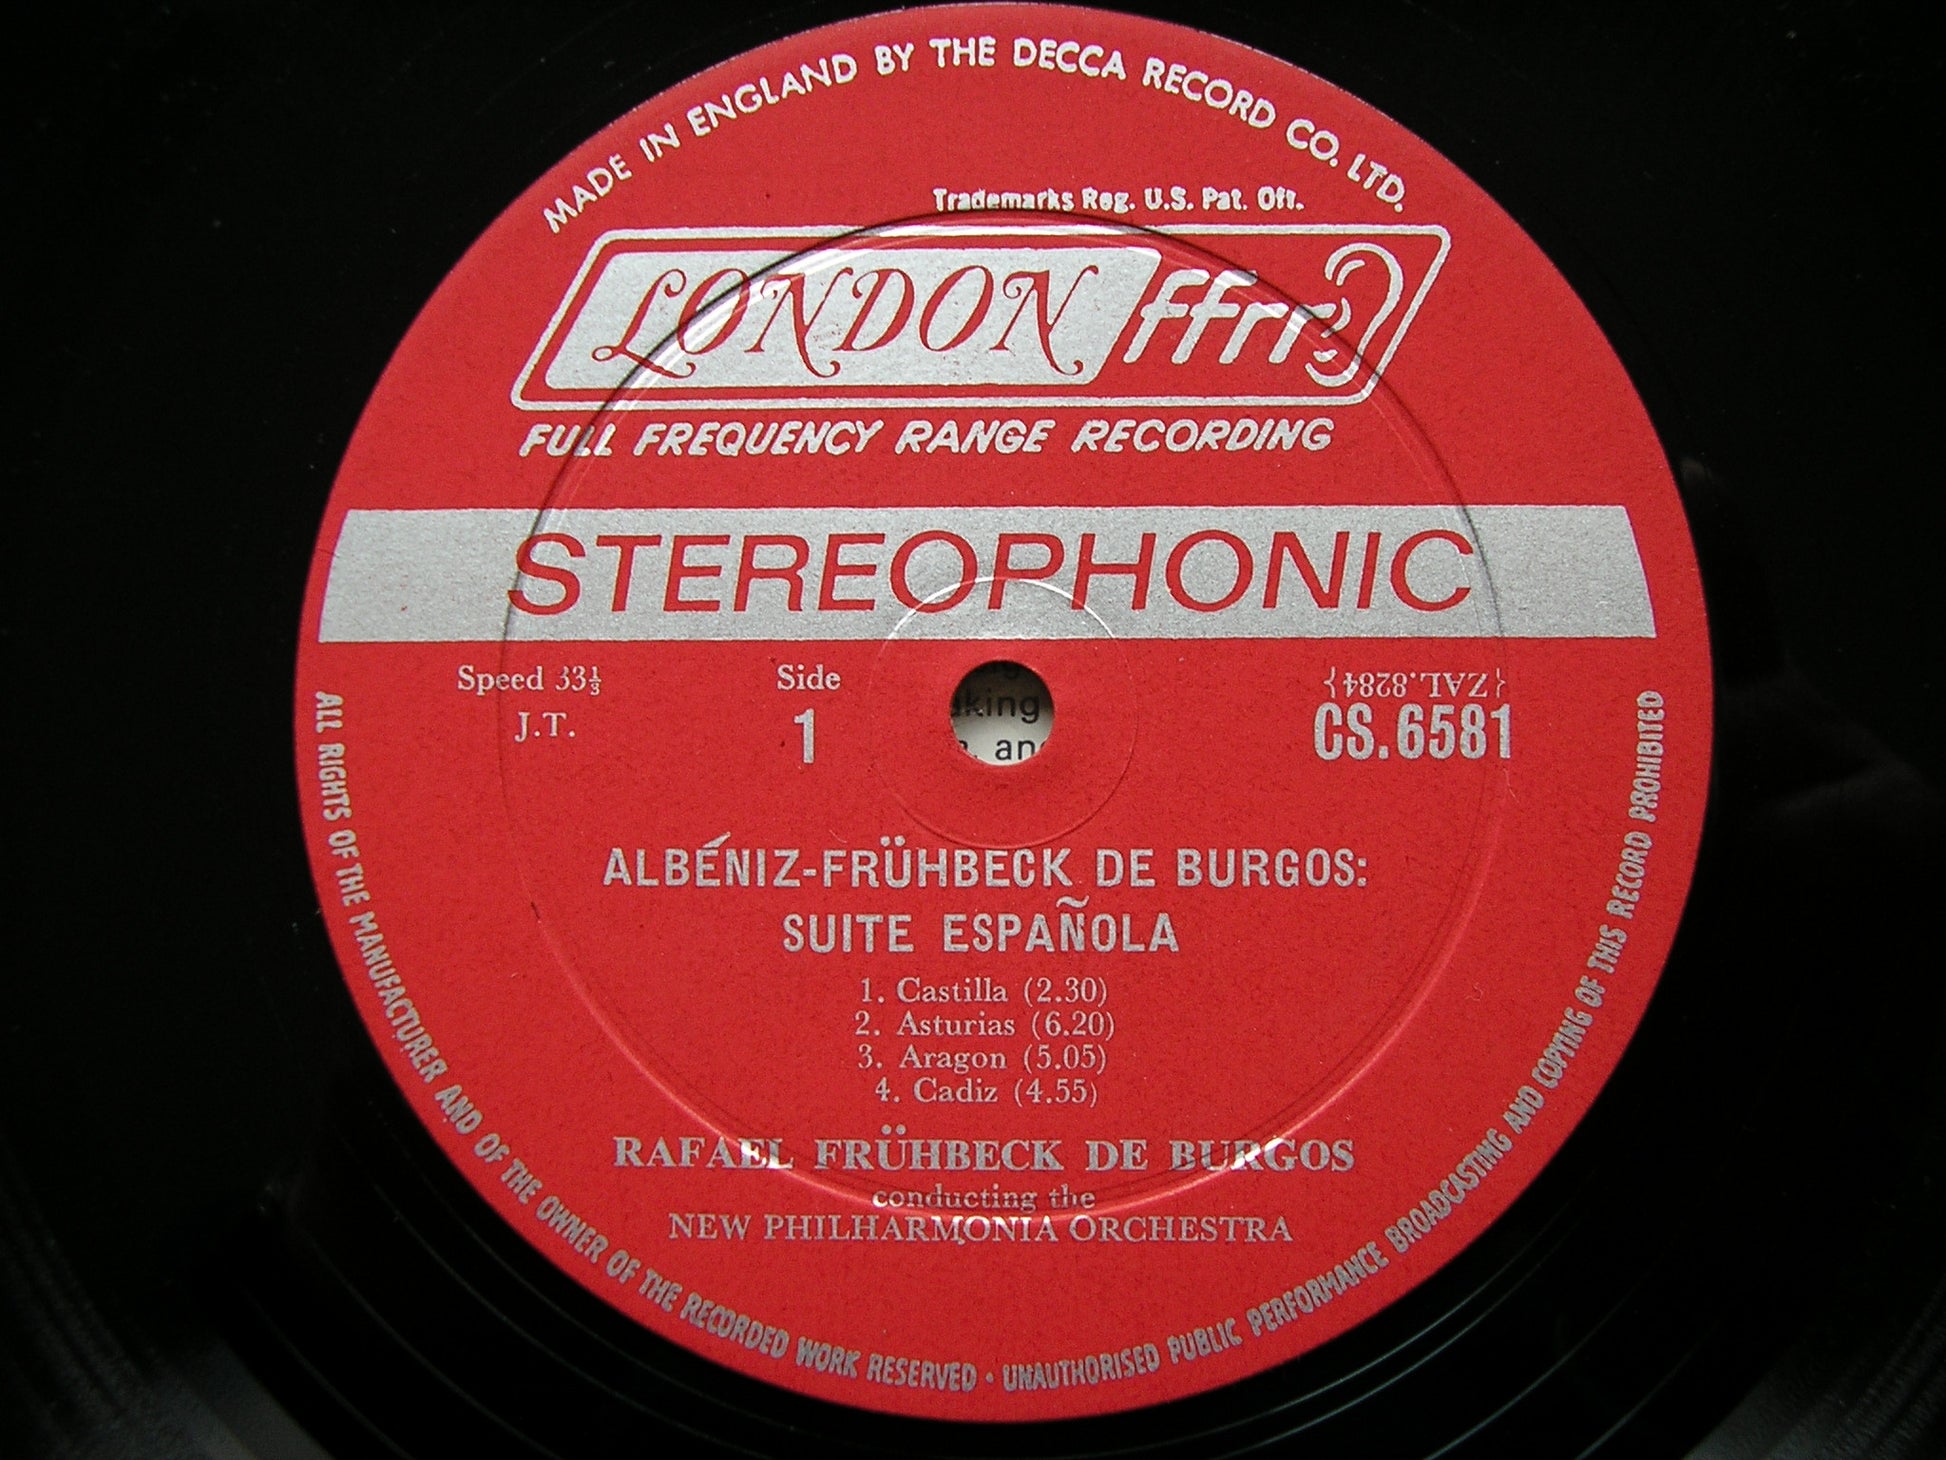 MADE IN ENGLAND BY THE DECCA RECORD CO. LTD.
Trademarks Reg. U.S. Pat. Off.
LONDON ffrr
FULL FREQUENCY RANGE RECORDING
STEREOPHONIC
Speed 33⅓
J.T.
Side
1
{ZAL.8284}
CS.6581
king
an
ALBÉNIZ-FRÜHBECK DE BURGOS:
SUITE ESPAÑOLA
1. Castilla (2.30)
2. Asturias (6.20)
3. Aragon (5.05)
4. Cadiz (4.55)
RAFAEL FRÜHBECK DE BURGOS
conducting the
NEW PHILHARMONIA ORCHESTRA
ALL RIGHTS OF THE MANUFACTURER AND OF THE OWNER OF THE RECORDED WORK RESERVED · UNAUTHORISED PUBLIC PERFORMANCE BROADCASTING AND COPYING OF THIS RECORD PROHIBITED